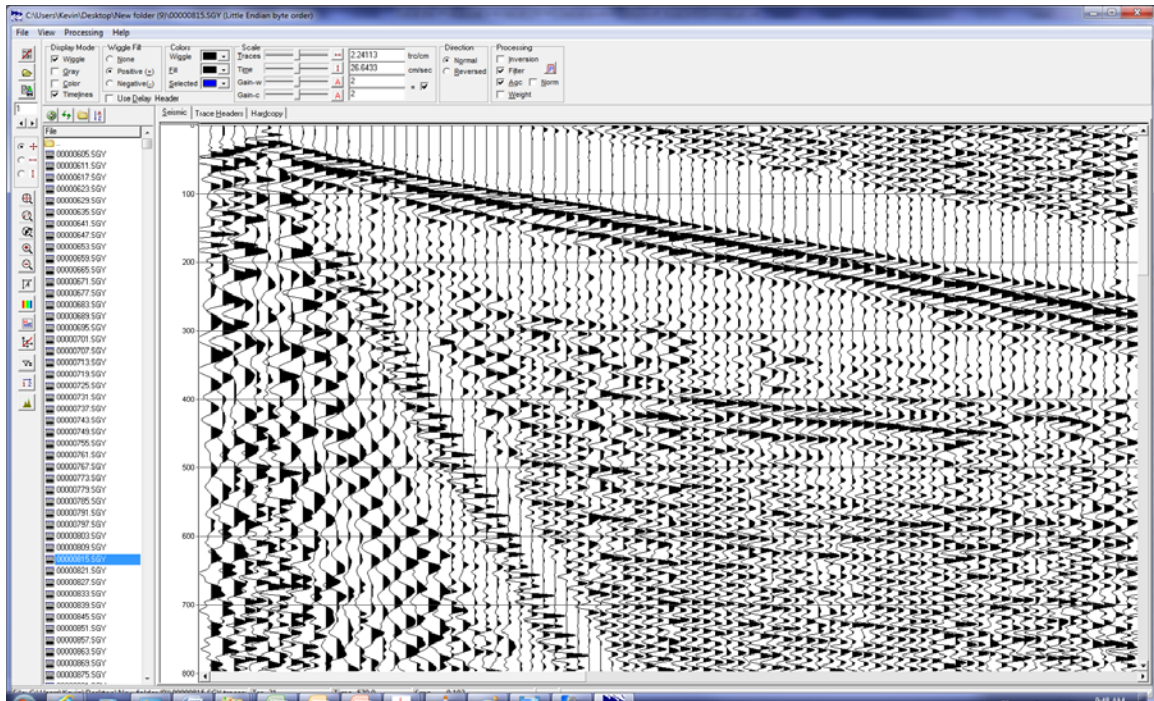 C:\Users\Kevin\Desktop\New folder (9)\00000815.SGY (Little Endian byte order)
File View Processing Help
Display Mode
Wiggle
Gray
Color
Timelines
Wiggle Fill
None
Positive (+)
Negative(-)
Use Delay Header
Colors
Wiggle
Fill
Selected
Scale
Traces
2.24113
trc/cm
Time
26.6433
cm/sec
Gain-w
2
Gain-c
2
=
Direction
Normal
Reversed
Processing
Inversion
Filter
Agc
Norm
Weight
1
Seismic
Trace Headers
Hardcopy
File
..
00000605.SGY
00000611.SGY
00000617.SGY
00000623.SGY
00000629.SGY
00000635.SGY
00000641.SGY
00000647.SGY
00000653.SGY
00000659.SGY
00000665.SGY
00000671.SGY
00000677.SGY
00000683.SGY
00000689.SGY
00000695.SGY
00000701.SGY
00000707.SGY
00000713.SGY
00000719.SGY
00000725.SGY
00000731.SGY
00000737.SGY
00000743.SGY
00000749.SGY
00000755.SGY
00000761.SGY
00000767.SGY
00000773.SGY
00000779.SGY
00000785.SGY
00000791.SGY
00000797.SGY
00000803.SGY
00000809.SGY
00000815.SGY
00000821.SGY
00000827.SGY
00000833.SGY
00000839.SGY
00000845.SGY
00000851.SGY
00000857.SGY
00000863.SGY
00000869.SGY
00000875.SGY
0
100
200
300
400
500
600
700
800
9:48 AM